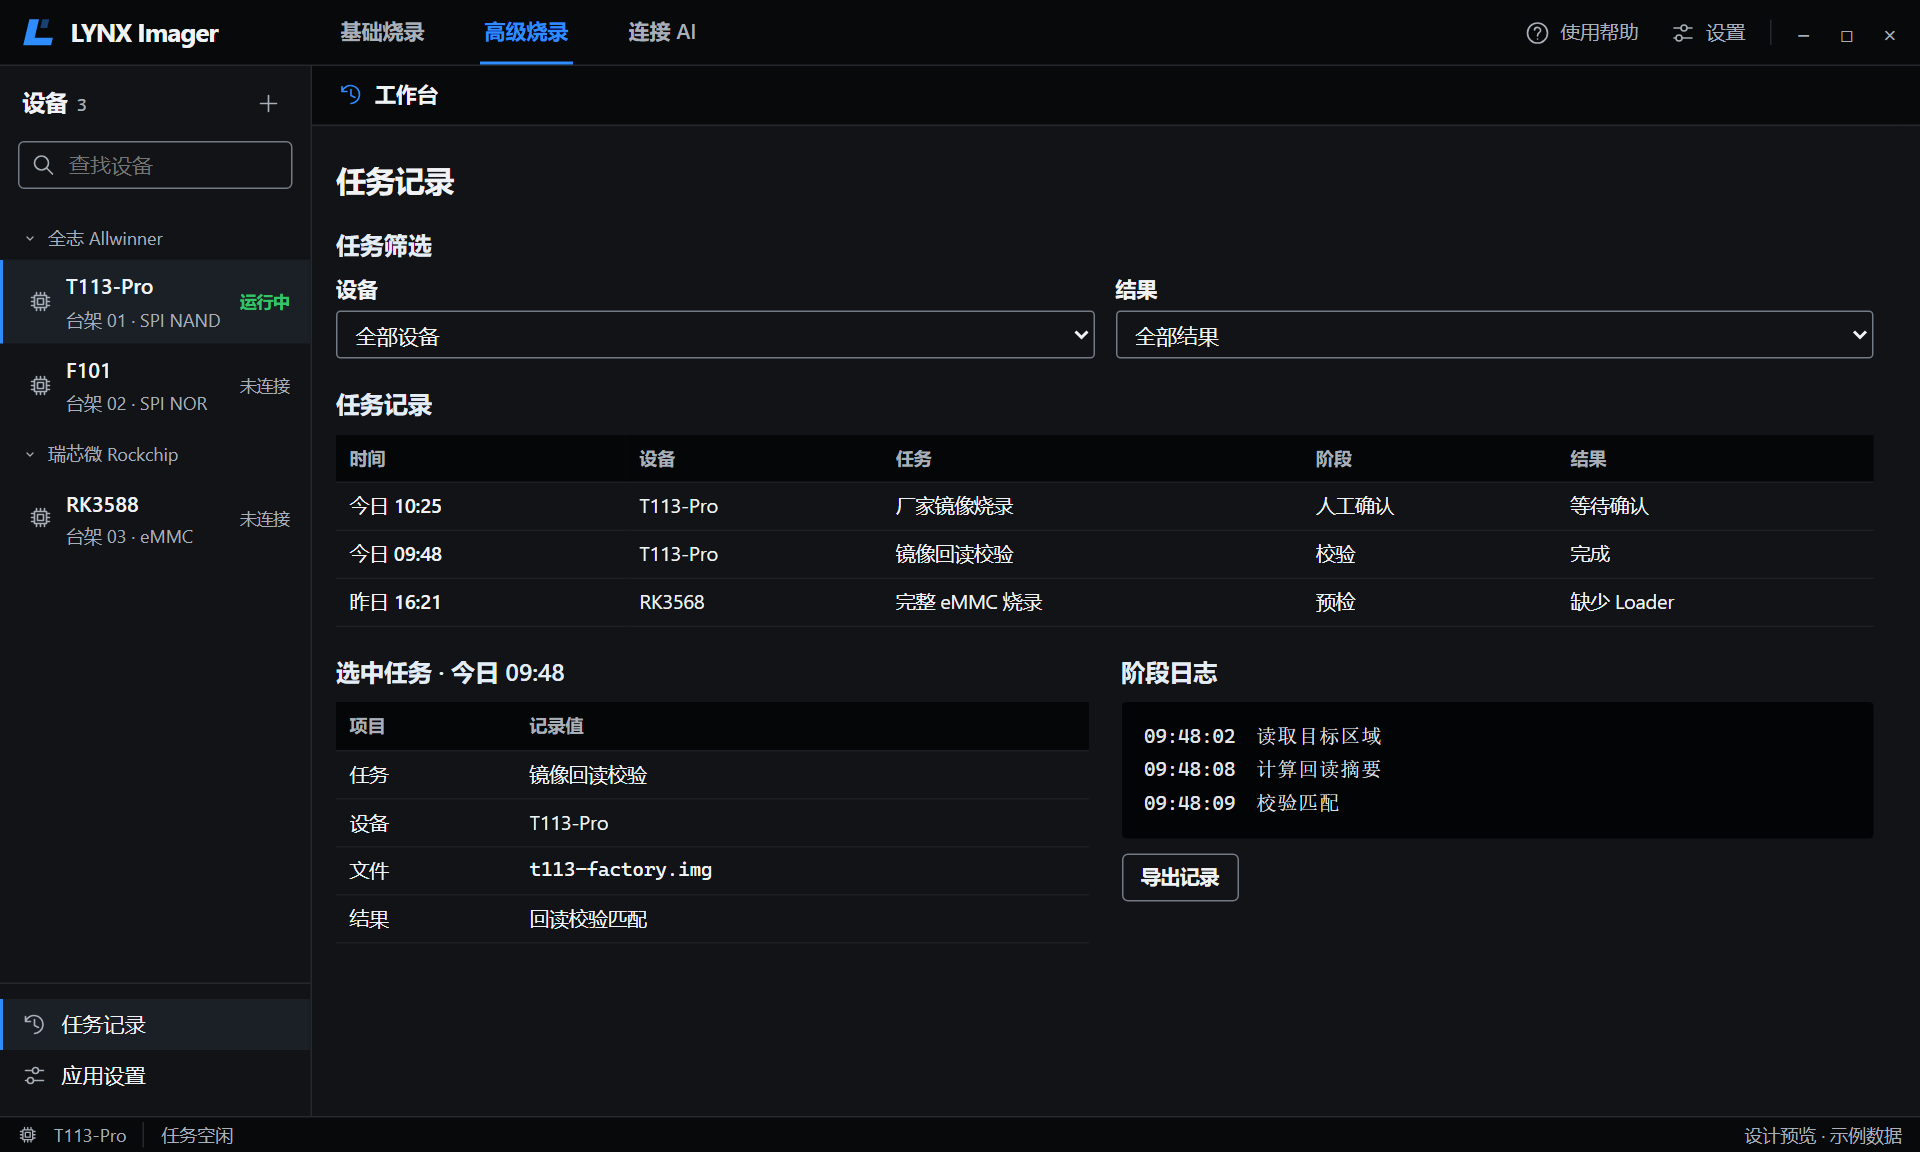 LYNX Imager
基础烧录
高级烧录
连接 AI
使用帮助
设置
设备 3
查找设备
全志 Allwinner
T113-Pro
台架 01 · SPI NAND
运行中
F101
台架 02 · SPI NOR
未连接
瑞芯微 Rockchip
RK3588
台架 03 · eMMC
未连接
任务记录
应用设置
工作台
任务记录
任务筛选
设备
结果
全部设备
全部结果
任务记录
时间 设备 任务 阶段 结果
今日 10:25 T113-Pro 厂家镜像烧录 人工确认 等待确认
今日 09:48 T113-Pro 镜像回读校验 校验 完成
昨日 16:21 RK3568 完整 eMMC 烧录 预检 缺少 Loader
选中任务 · 今日 09:48
项目 记录值
任务 镜像回读校验
设备 T113-Pro
文件 t113-factory.img
结果 回读校验匹配
阶段日志
09:48:02 读取目标区域
09:48:08 计算回读摘要
09:48:09 校验匹配
导出记录
T113-Pro
任务空闲
设计预览 · 示例数据